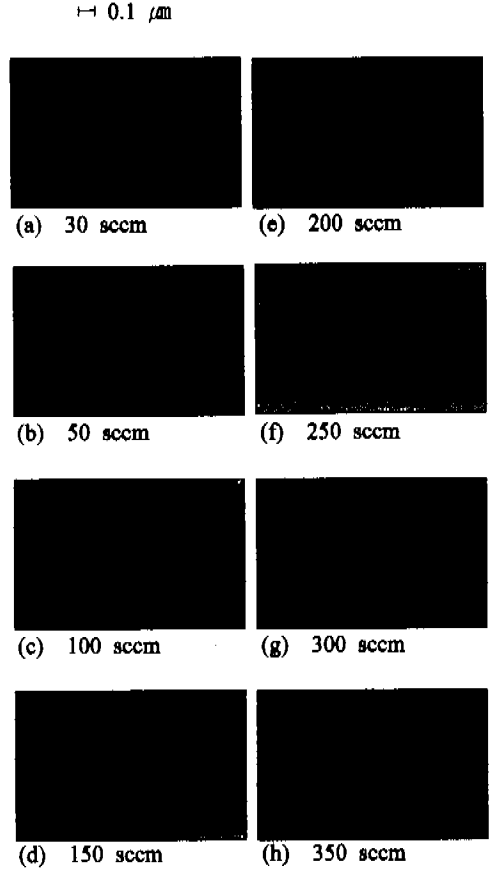 0.1 μm
(a) 30 sccm
(e) 200 sccm
(b) 50 sccm
(f) 250 sccm
(c) 100 sccm
(g) 300 sccm
(d) 150 sccm
(h) 350 sccm